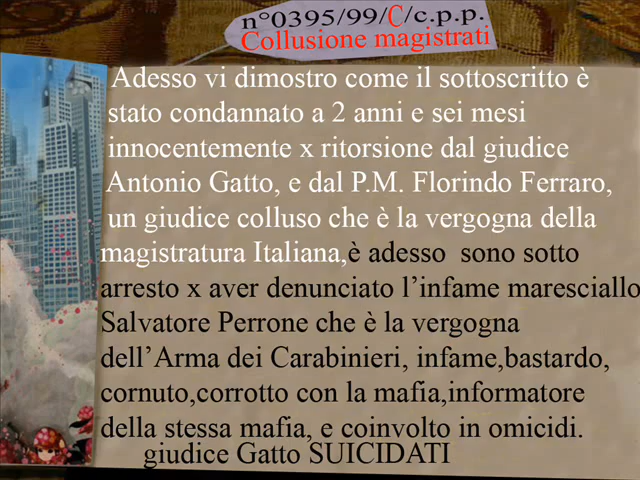 n°0395/99/C/c.p.p.
Collusione magistrati
Adesso vi dimostro come il sottoscritto è
stato condannato a 2 anni e sei mesi
innocentemente x ritorsione dal giudice
Antonio Gatto, e dal P.M. Florindo Ferraro,
un giudice colluso che è la vergogna della
magistratura Italiana,è adesso sono sotto
arresto x aver denunciato l'infame maresciallo
Salvatore Perrone che è la vergogna
dell'Arma dei Carabinieri, infame,bastardo,
cornuto,corrotto con la mafia,informatore
della stessa mafia, e coinvolto in omicidi.
giudice Gatto SUICIDATI